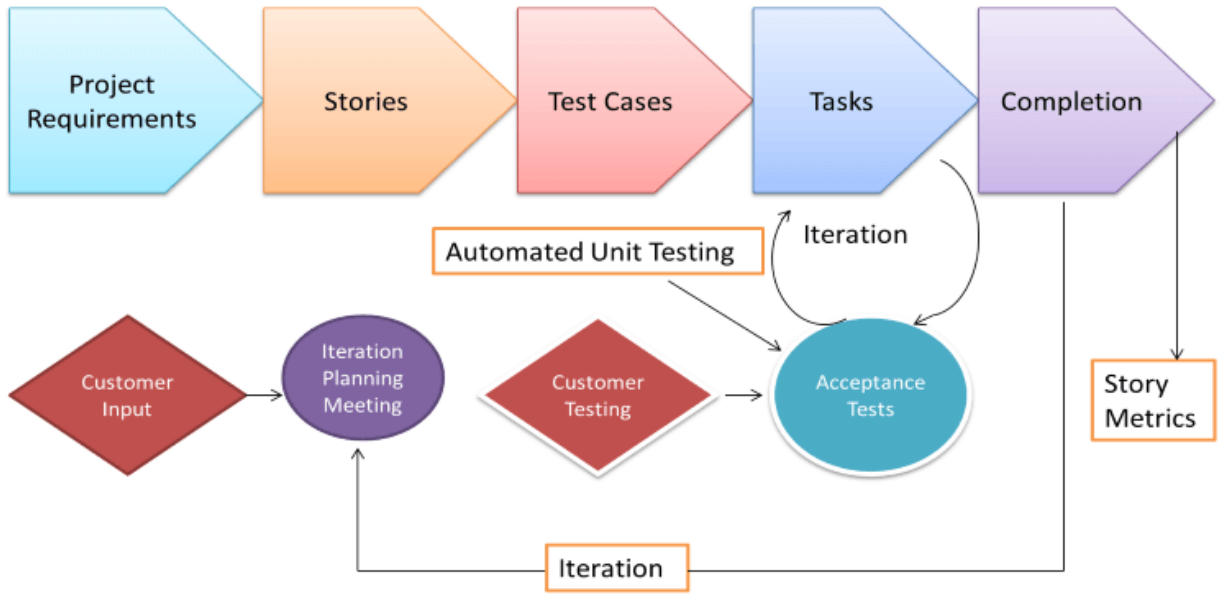 Project
Requirements
Stories
Test Cases
Tasks
Completion
Automated Unit Testing
Iteration
Customer
Input
Iteration
Planning
Meeting
Customer
Testing
Acceptance
Tests
Story
Metrics
Iteration